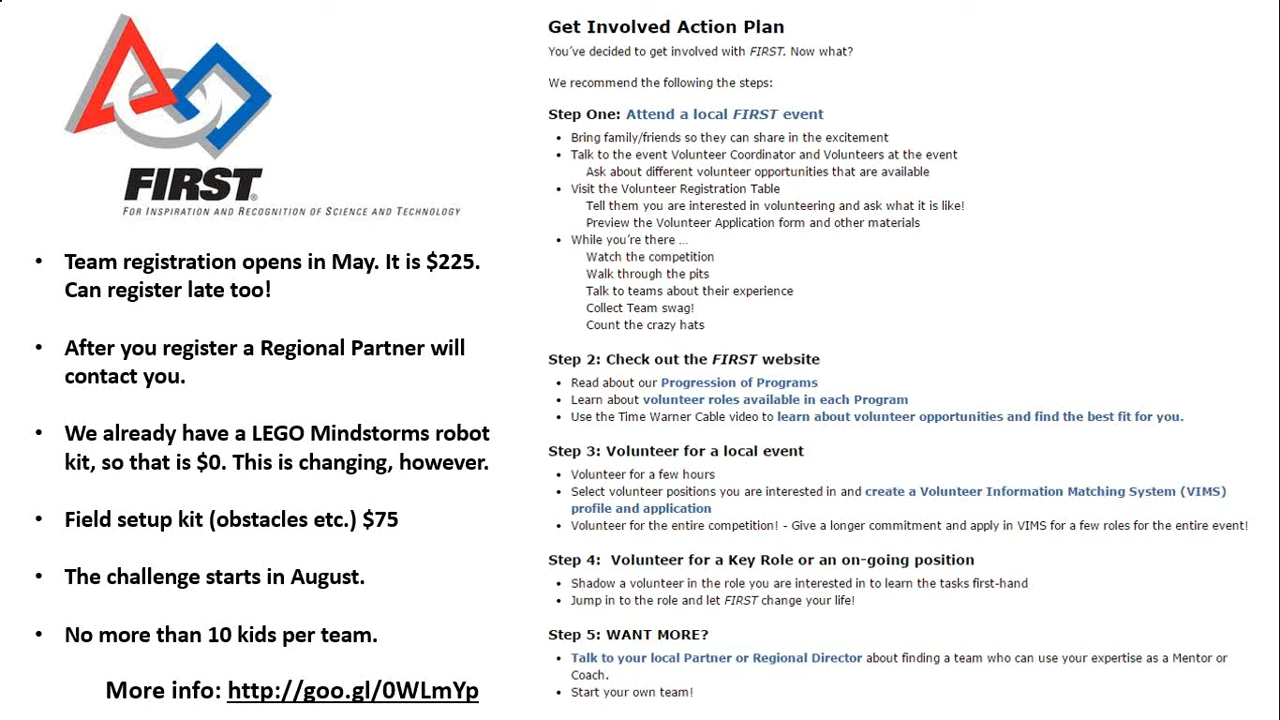 FIRST®
FOR INSPIRATION AND RECOGNITION OF SCIENCE AND TECHNOLOGY
• Team registration opens in May. It is $225.
Can register late too!
• After you register a Regional Partner will
contact you.
• We already have a LEGO Mindstorms robot
kit, so that is $0. This is changing, however.
• Field setup kit (obstacles etc.) $75
• The challenge starts in August.
• No more than 10 kids per team.
More info: http://goo.gl/0WLmYp
Get Involved Action Plan
You've decided to get involved with FIRST. Now what?
We recommend the following the steps:
Step One: Attend a local FIRST event
• Bring family/friends so they can share in the excitement
• Talk to the event Volunteer Coordinator and Volunteers at the event
Ask about different volunteer opportunities that are available
• Visit the Volunteer Registration Table
Tell them you are interested in volunteering and ask what it is like!
Preview the Volunteer Application form and other materials
• While you're there ...
Watch the competition
Walk through the pits
Talk to teams about their experience
Collect Team swag!
Count the crazy hats
Step 2: Check out the FIRST website
• Read about our Progression of Programs
• Learn about volunteer roles available in each Program
• Use the Time Warner Cable video to learn about volunteer opportunities and find the best fit for you.
Step 3: Volunteer for a local event
• Volunteer for a few hours
• Select volunteer positions you are interested in and create a Volunteer Information Matching System (VIMS)
profile and application
• Volunteer for the entire competition! - Give a longer commitment and apply in VIMS for a few roles for the entire event!
Step 4: Volunteer for a Key Role or an on-going position
• Shadow a volunteer in the role you are interested in to learn the tasks first-hand
• Jump in to the role and let FIRST change your life!
Step 5: WANT MORE?
• Talk to your local Partner or Regional Director about finding a team who can use your expertise as a Mentor or
Coach.
• Start your own team!